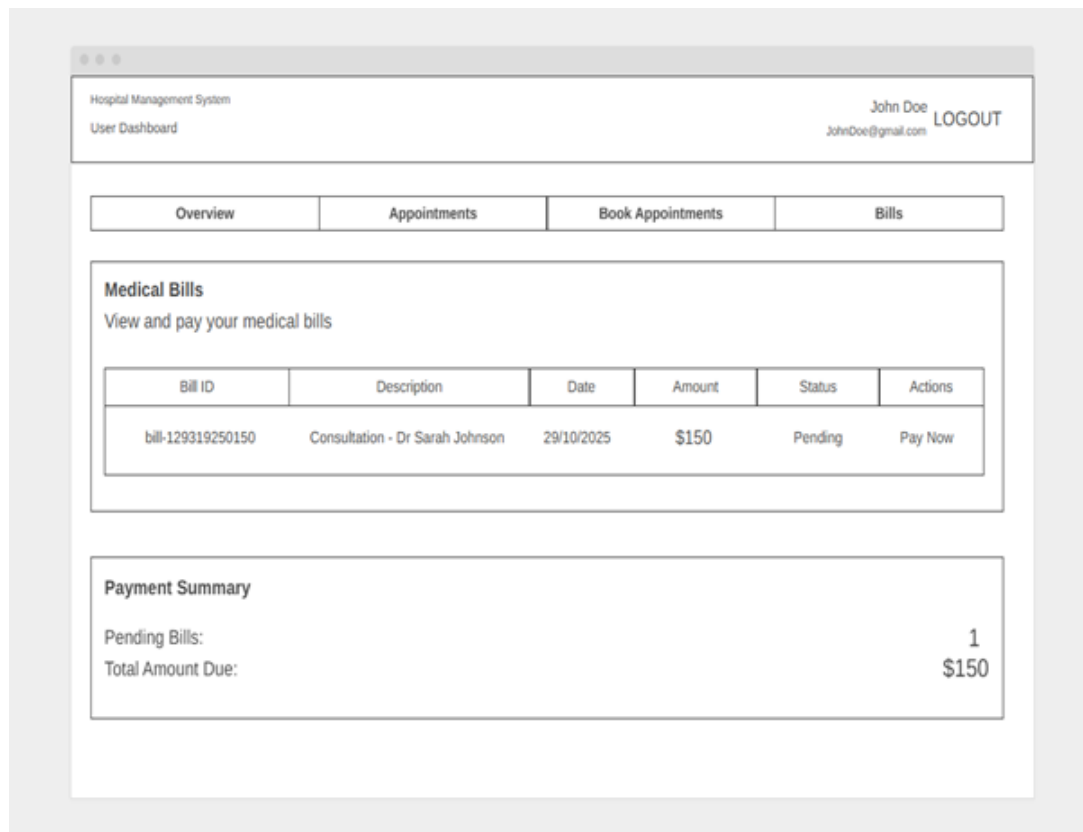 Hospital Management System
User Dashboard
John Doe
JohnDoe@gmail.com
LOGOUT
Overview Appointments Book Appointments Bills
Medical Bills
View and pay your medical bills
Bill ID Description Date Amount Status Actions
bill-129319250150 Consultation - Dr Sarah Johnson 29/10/2025 $150 Pending Pay Now
Payment Summary
Pending Bills: 1
Total Amount Due: $150